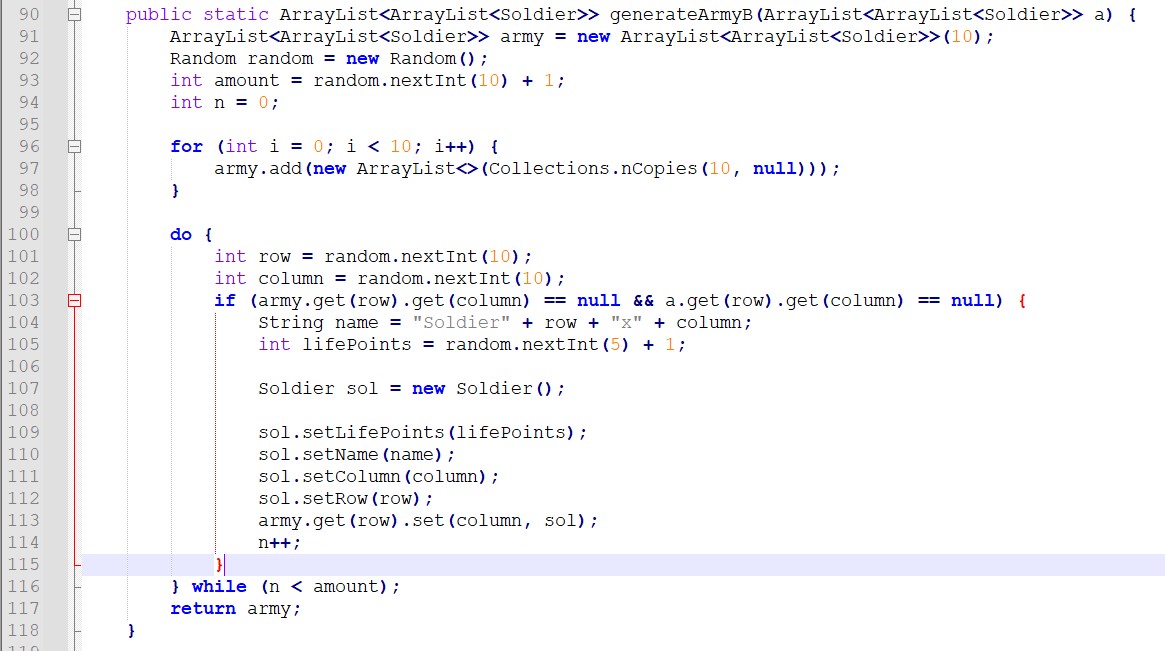 90 public static ArrayList<ArrayList<Soldier>> generateArmyB(ArrayList<ArrayList<Soldier>> a) {
91 ArrayList<ArrayList<Soldier>> army = new ArrayList<ArrayList<Soldier>>(10);
92 Random random = new Random();
93 int amount = random.nextInt(10) + 1;
94 int n = 0;
95
96 for (int i = 0; i < 10; i++) {
97 army.add(new ArrayList<>(Collections.nCopies(10, null)));
98 }
99
100 do {
101 int row = random.nextInt(10);
102 int column = random.nextInt(10);
103 if (army.get(row).get(column) == null && a.get(row).get(column) == null) {
104 String name = "Soldier" + row + "x" + column;
105 int lifePoints = random.nextInt(5) + 1;
106
107 Soldier sol = new Soldier();
108
109 sol.setLifePoints(lifePoints);
110 sol.setName(name);
111 sol.setColumn(column);
112 sol.setRow(row);
113 army.get(row).set(column, sol);
114 n++;
115 }
116 } while (n < amount);
117 return army;
118 }